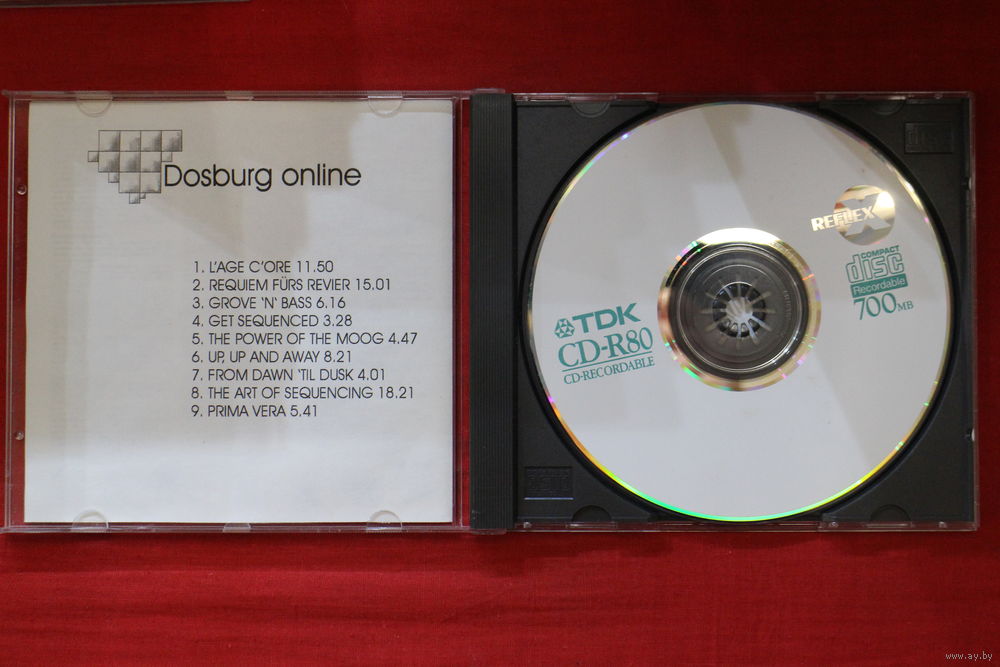 Dosburg online
1. L'AGE C'ORE 11.50
2. REQUIEM FÜRS REVIER 15.01
3. GROVE 'N' BASS 6.16
4. GET SEQUENCED 3.28
5. THE POWER OF THE MOOG 4.47
6. UP, UP AND AWAY 8.21
7. FROM DAWN 'TIL DUSK 4.01
8. THE ART OF SEQUENCING 18.21
9. PRIMA VERA 5.41
REFLEX X
COMPACT
disc
Recordable
700MB
TDK
CD-R80
CD-RECORDABLE
www.ay.by